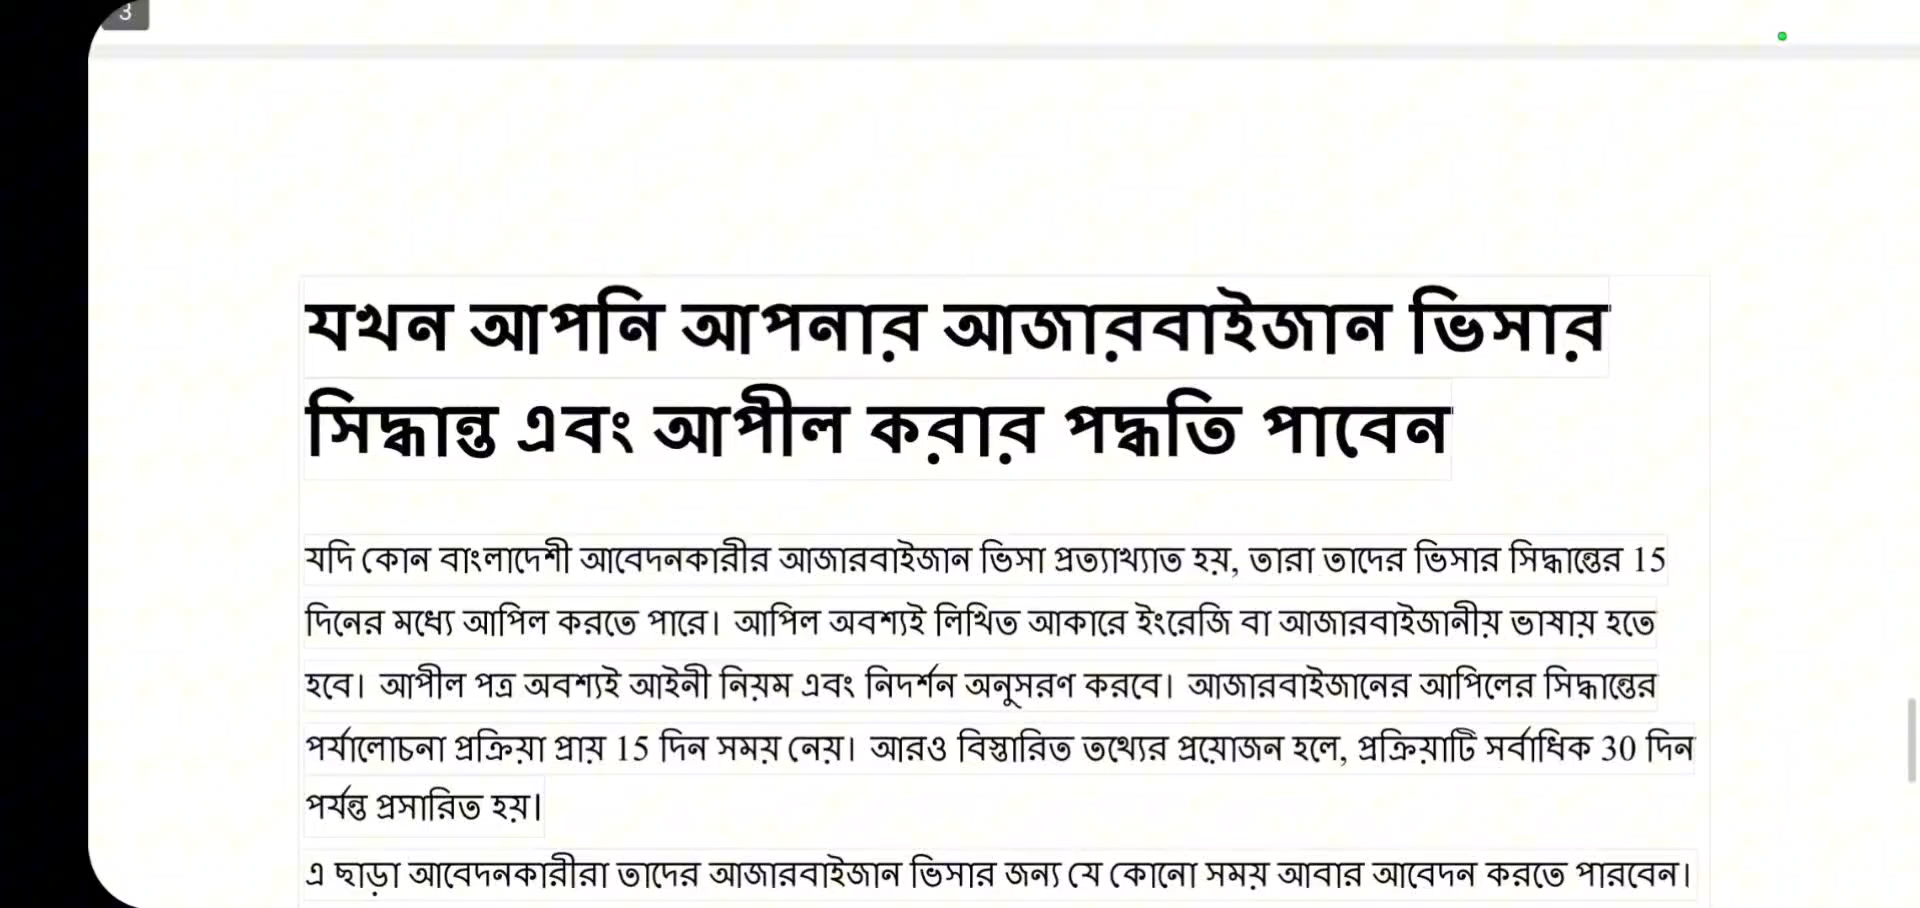 3
যখন আপনি আপনার আজারবাইজান ভিসার
সিদ্ধান্ত এবং আপীল করার পদ্ধতি পাবেন
যদি কোন বাংলাদেশী আবেদনকারীর আজারবাইজান ভিসা প্রত্যাখ্যাত হয়, তারা তাদের ভিসার সিদ্ধান্তের 15
দিনের মধ্যে আপিল করতে পারে। আপিল অবশ্যই লিখিত আকারে ইংরেজি বা আজারবাইজানীয় ভাষায় হতে
হবে। আপীল পত্র অবশ্যই আইনী নিয়ম এবং নিদর্শন অনুসরণ করবে। আজারবাইজানের আপিলের সিদ্ধান্তের
পর্যালোচনা প্রক্রিয়া প্রায় 15 দিন সময় নেয়। আরও বিস্তারিত তথ্যের প্রয়োজন হলে, প্রক্রিয়াটি সর্বাধিক 30 দিন
পর্যন্ত প্রসারিত হয়।
এ ছাড়া আবেদনকারীরা তাদের আজারবাইজান ভিসার জন্য যে কোনো সময় আবার আবেদন করতে পারবেন।